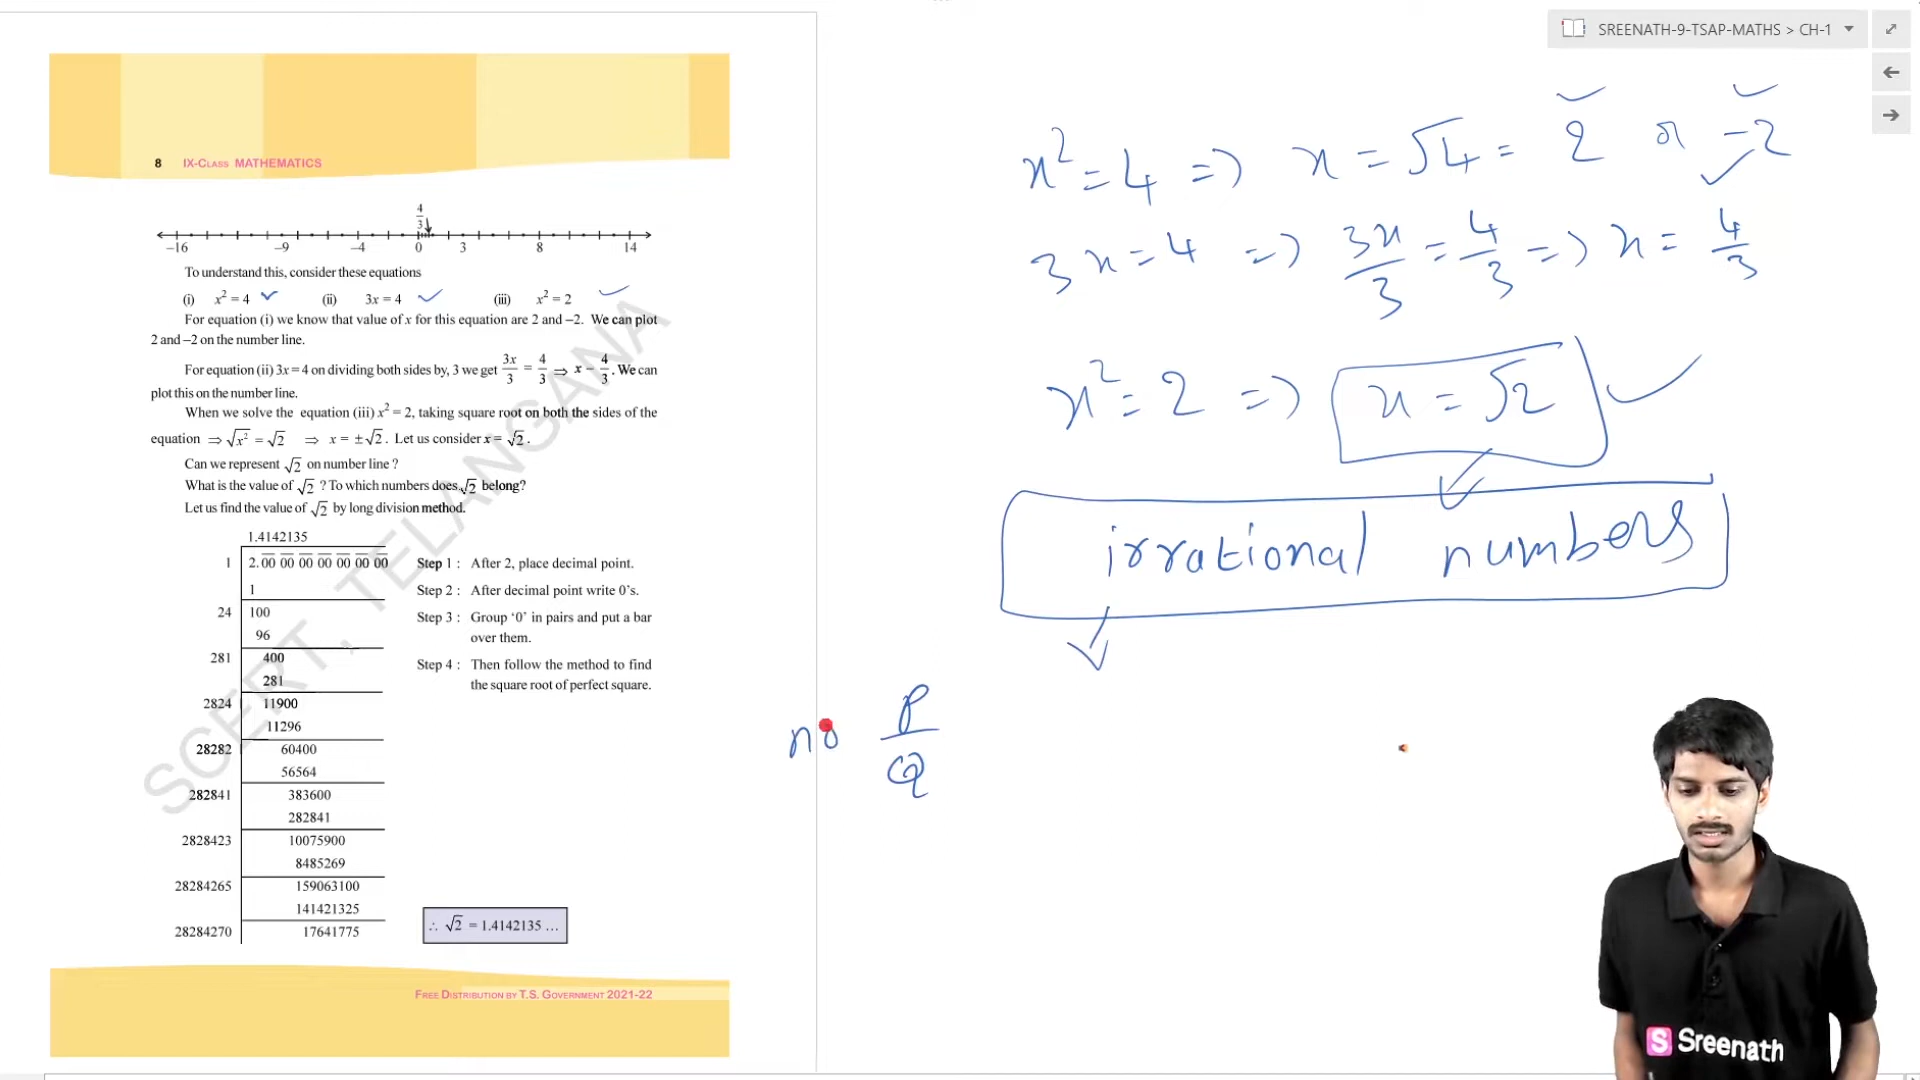 SREENATH-9-TSAP-MATHS > CH-1
8 IX-CLASS MATHEMATICS
4/3
-16 -9 -4 0 3 8 14
To understand this, consider these equations
(i) x² = 4 (ii) 3x = 4 (iii) x² = 2
For equation (i) we know that value of x for this equation are 2 and –2. We can plot
2 and –2 on the number line.
For equation (ii) 3x = 4 on dividing both sides by, 3 we get 3x/3 = 4/3 ⇒ x – 4/3 . We can
plot this on the number line.
When we solve the equation (iii) x² = 2, taking square root on both the sides of the
equation ⇒ √x² = √2 ⇒ x = ±√2 . Let us consider x = √2 .
Can we represent √2 on number line ?
What is the value of √2 ? To which numbers does √2 belong?
Let us find the value of √2 by long division method.
1.4142135
1 2. 00 00 00 00 00 00 00
1
24 100
96
281 400
281
2824 11900
11296
28282 60400
56564
282841 383600
282841
2828423 10075900
8485269
28284265 159063100
141421325
28284270 17641775
Step 1 : After 2, place decimal point.
Step 2 : After decimal point write 0's.
Step 3 : Group ‘0’ in pairs and put a bar
over them.
Step 4 : Then follow the method to find
the square root of perfect square.
∴ √2 = 1.4142135 ...
FREE DISTRIBUTION BY T.S. GOVERNMENT 2021-22
SCERT, TELANGANA
x² = 4 => x = √4 = 2 or -2
3x = 4 => 3x/3 = 4/3 => x = 4/3
x² = 2 => x = √2
irrational numbers
no P/Q
S Sreenath